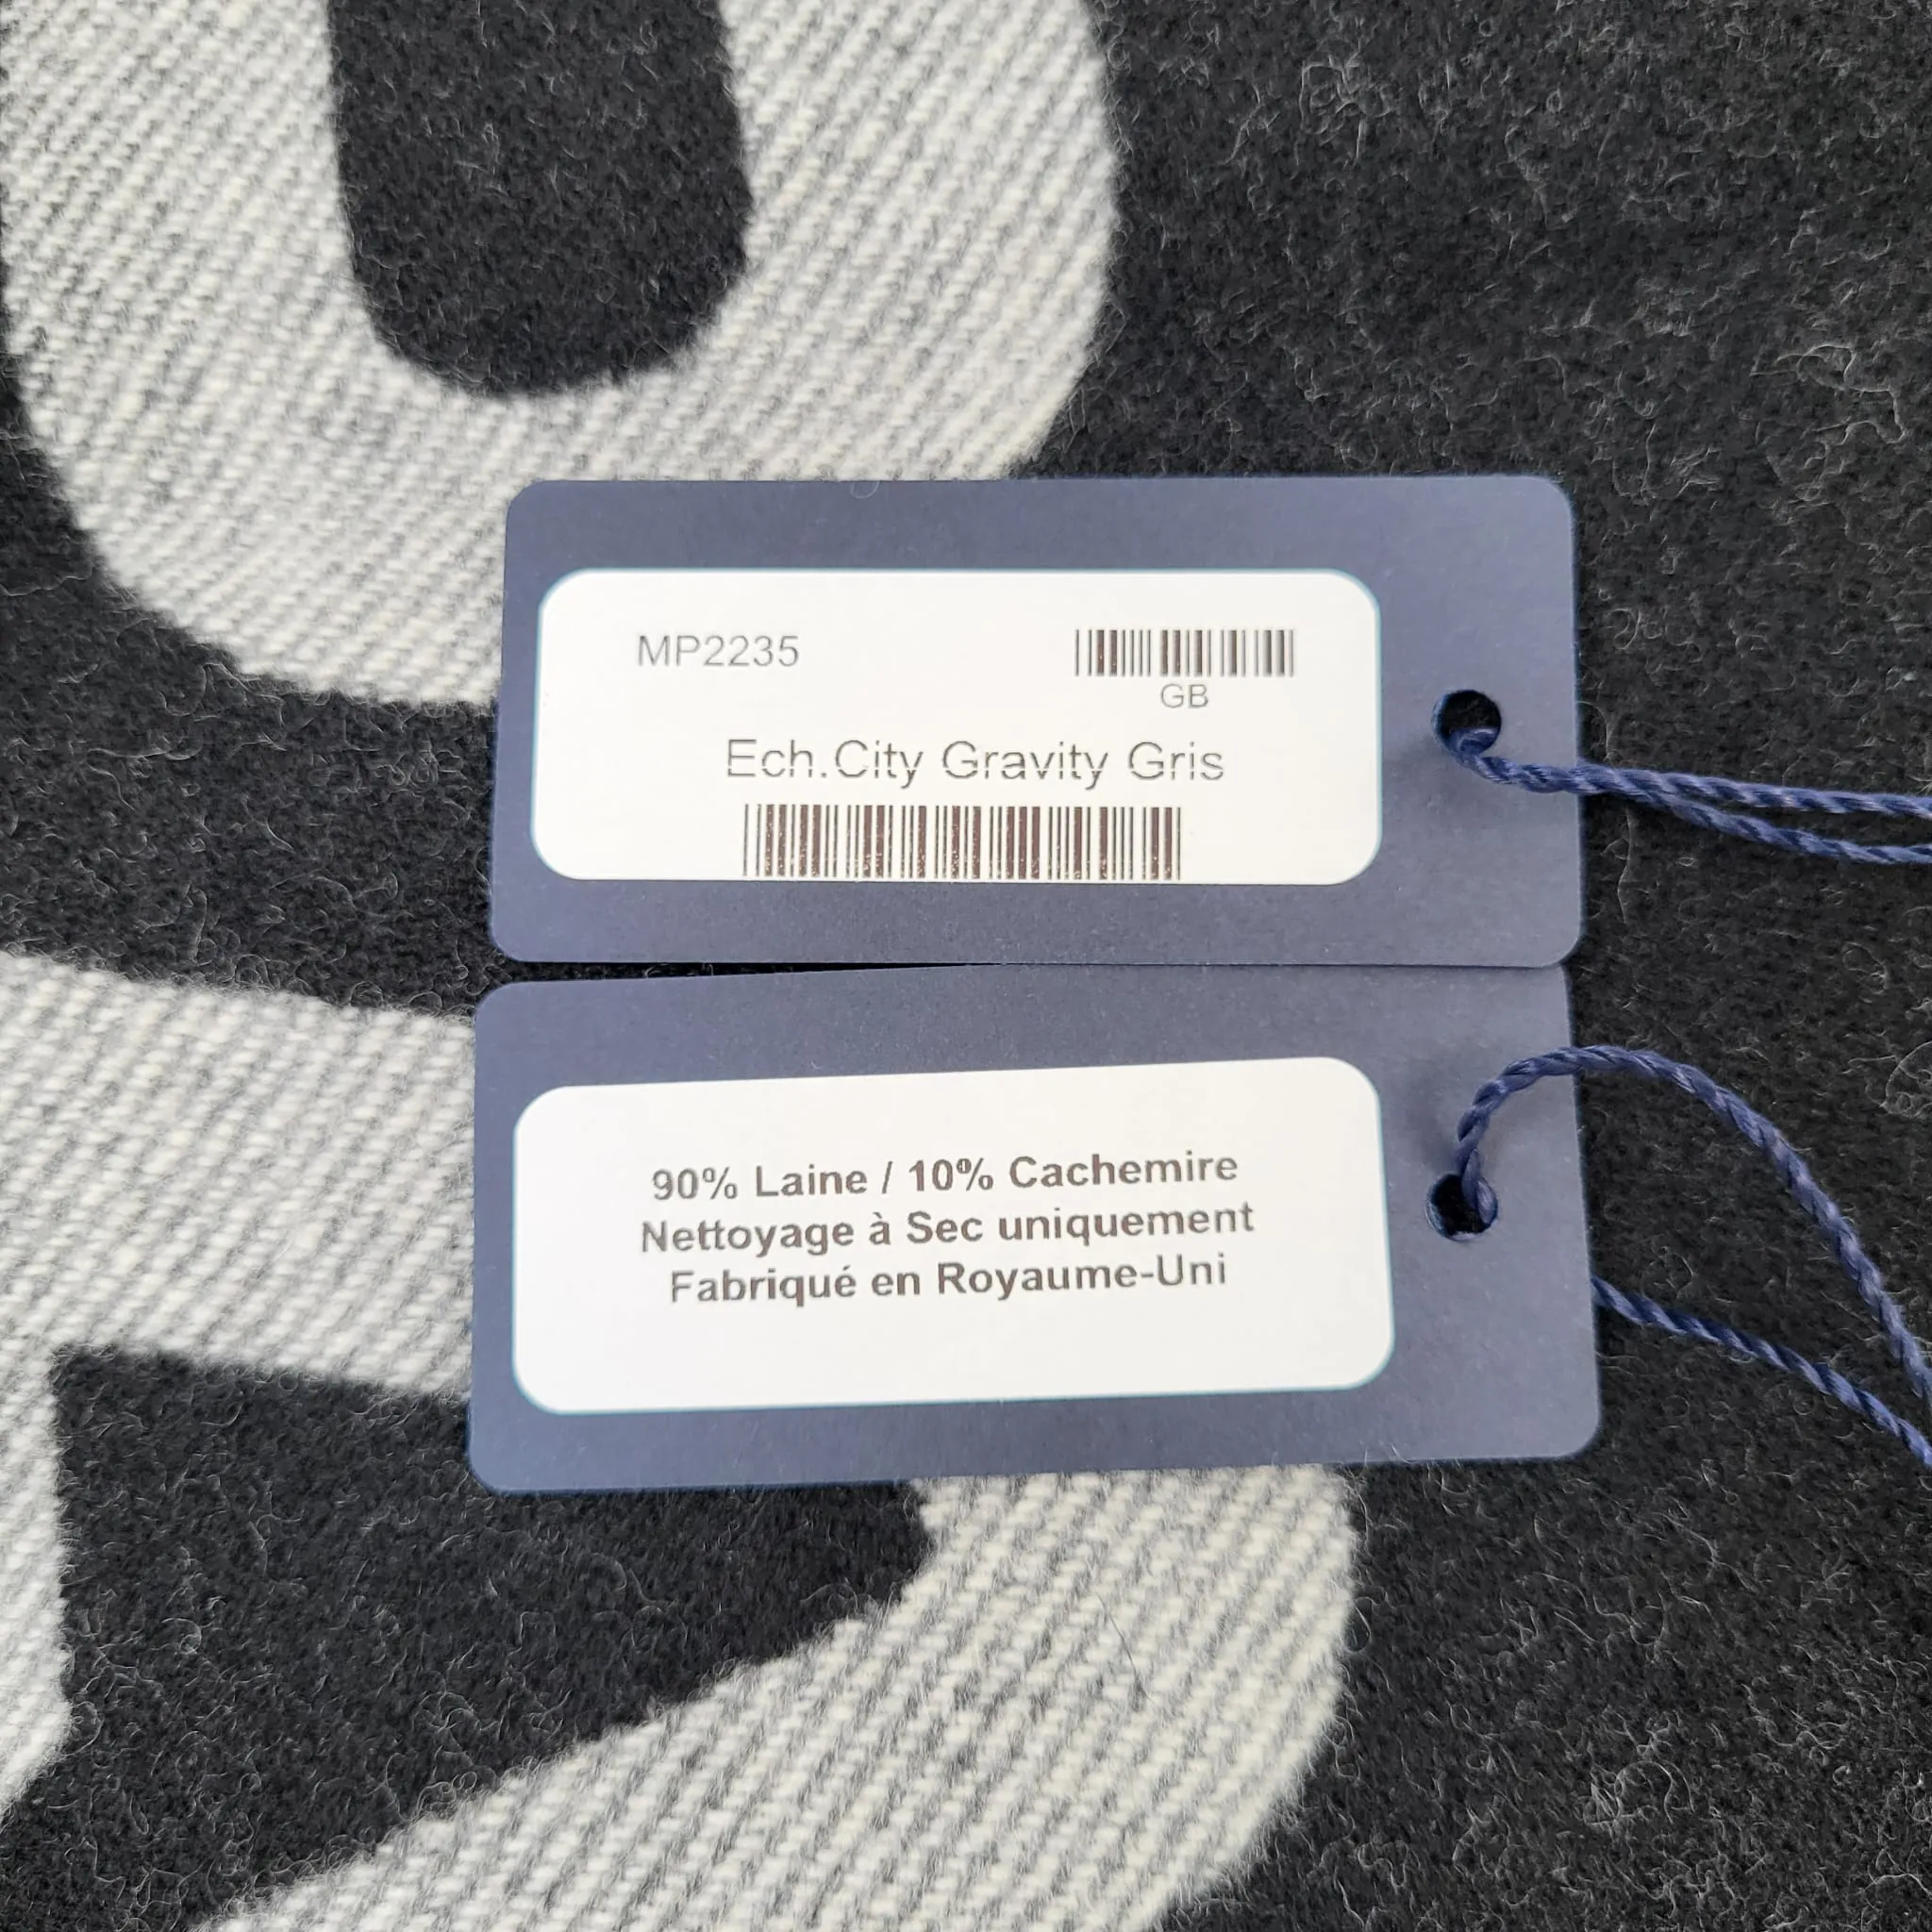 MP2235
GB
Ech.City Gravity Gris
90% Laine / 10% Cachemire
Nettoyage à Sec uniquement
Fabriqué en Royaume-Uni